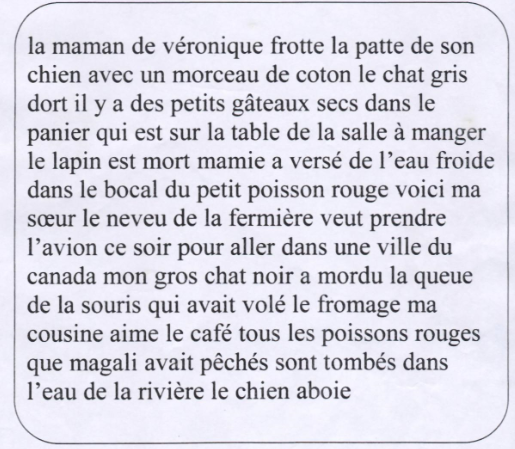 la maman de véronique frotte la patte de son
chien avec un morceau de coton le chat gris
dort il y a des petits gâteaux secs dans le
panier qui est sur la table de la salle à manger
le lapin est mort mamie a versé de l'eau froide
dans le bocal du petit poisson rouge voici ma
sœur le neveu de la fermière veut prendre
l'avion ce soir pour aller dans une ville du
canada mon gros chat noir a mordu la queue
de la souris qui avait volé le fromage ma
cousine aime le café tous les poissons rouges
que magali avait pêchés sont tombés dans
l'eau de la rivière le chien aboie